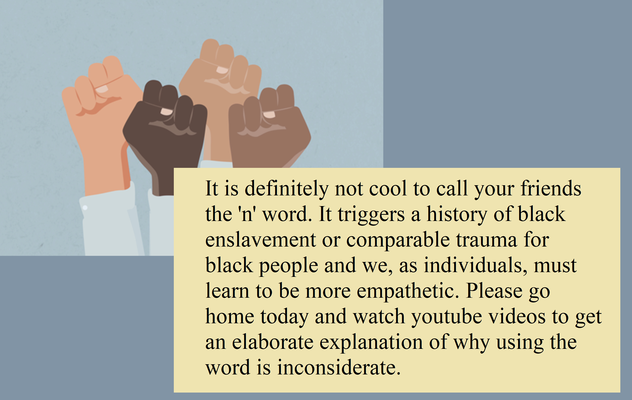 It is definitely not cool to call your friends
the 'n' word. It triggers a history of black
enslavement or comparable trauma for
black people and we, as individuals, must
learn to be more empathetic. Please go
home today and watch youtube videos to get
an elaborate explanation of why using the
word is inconsiderate.